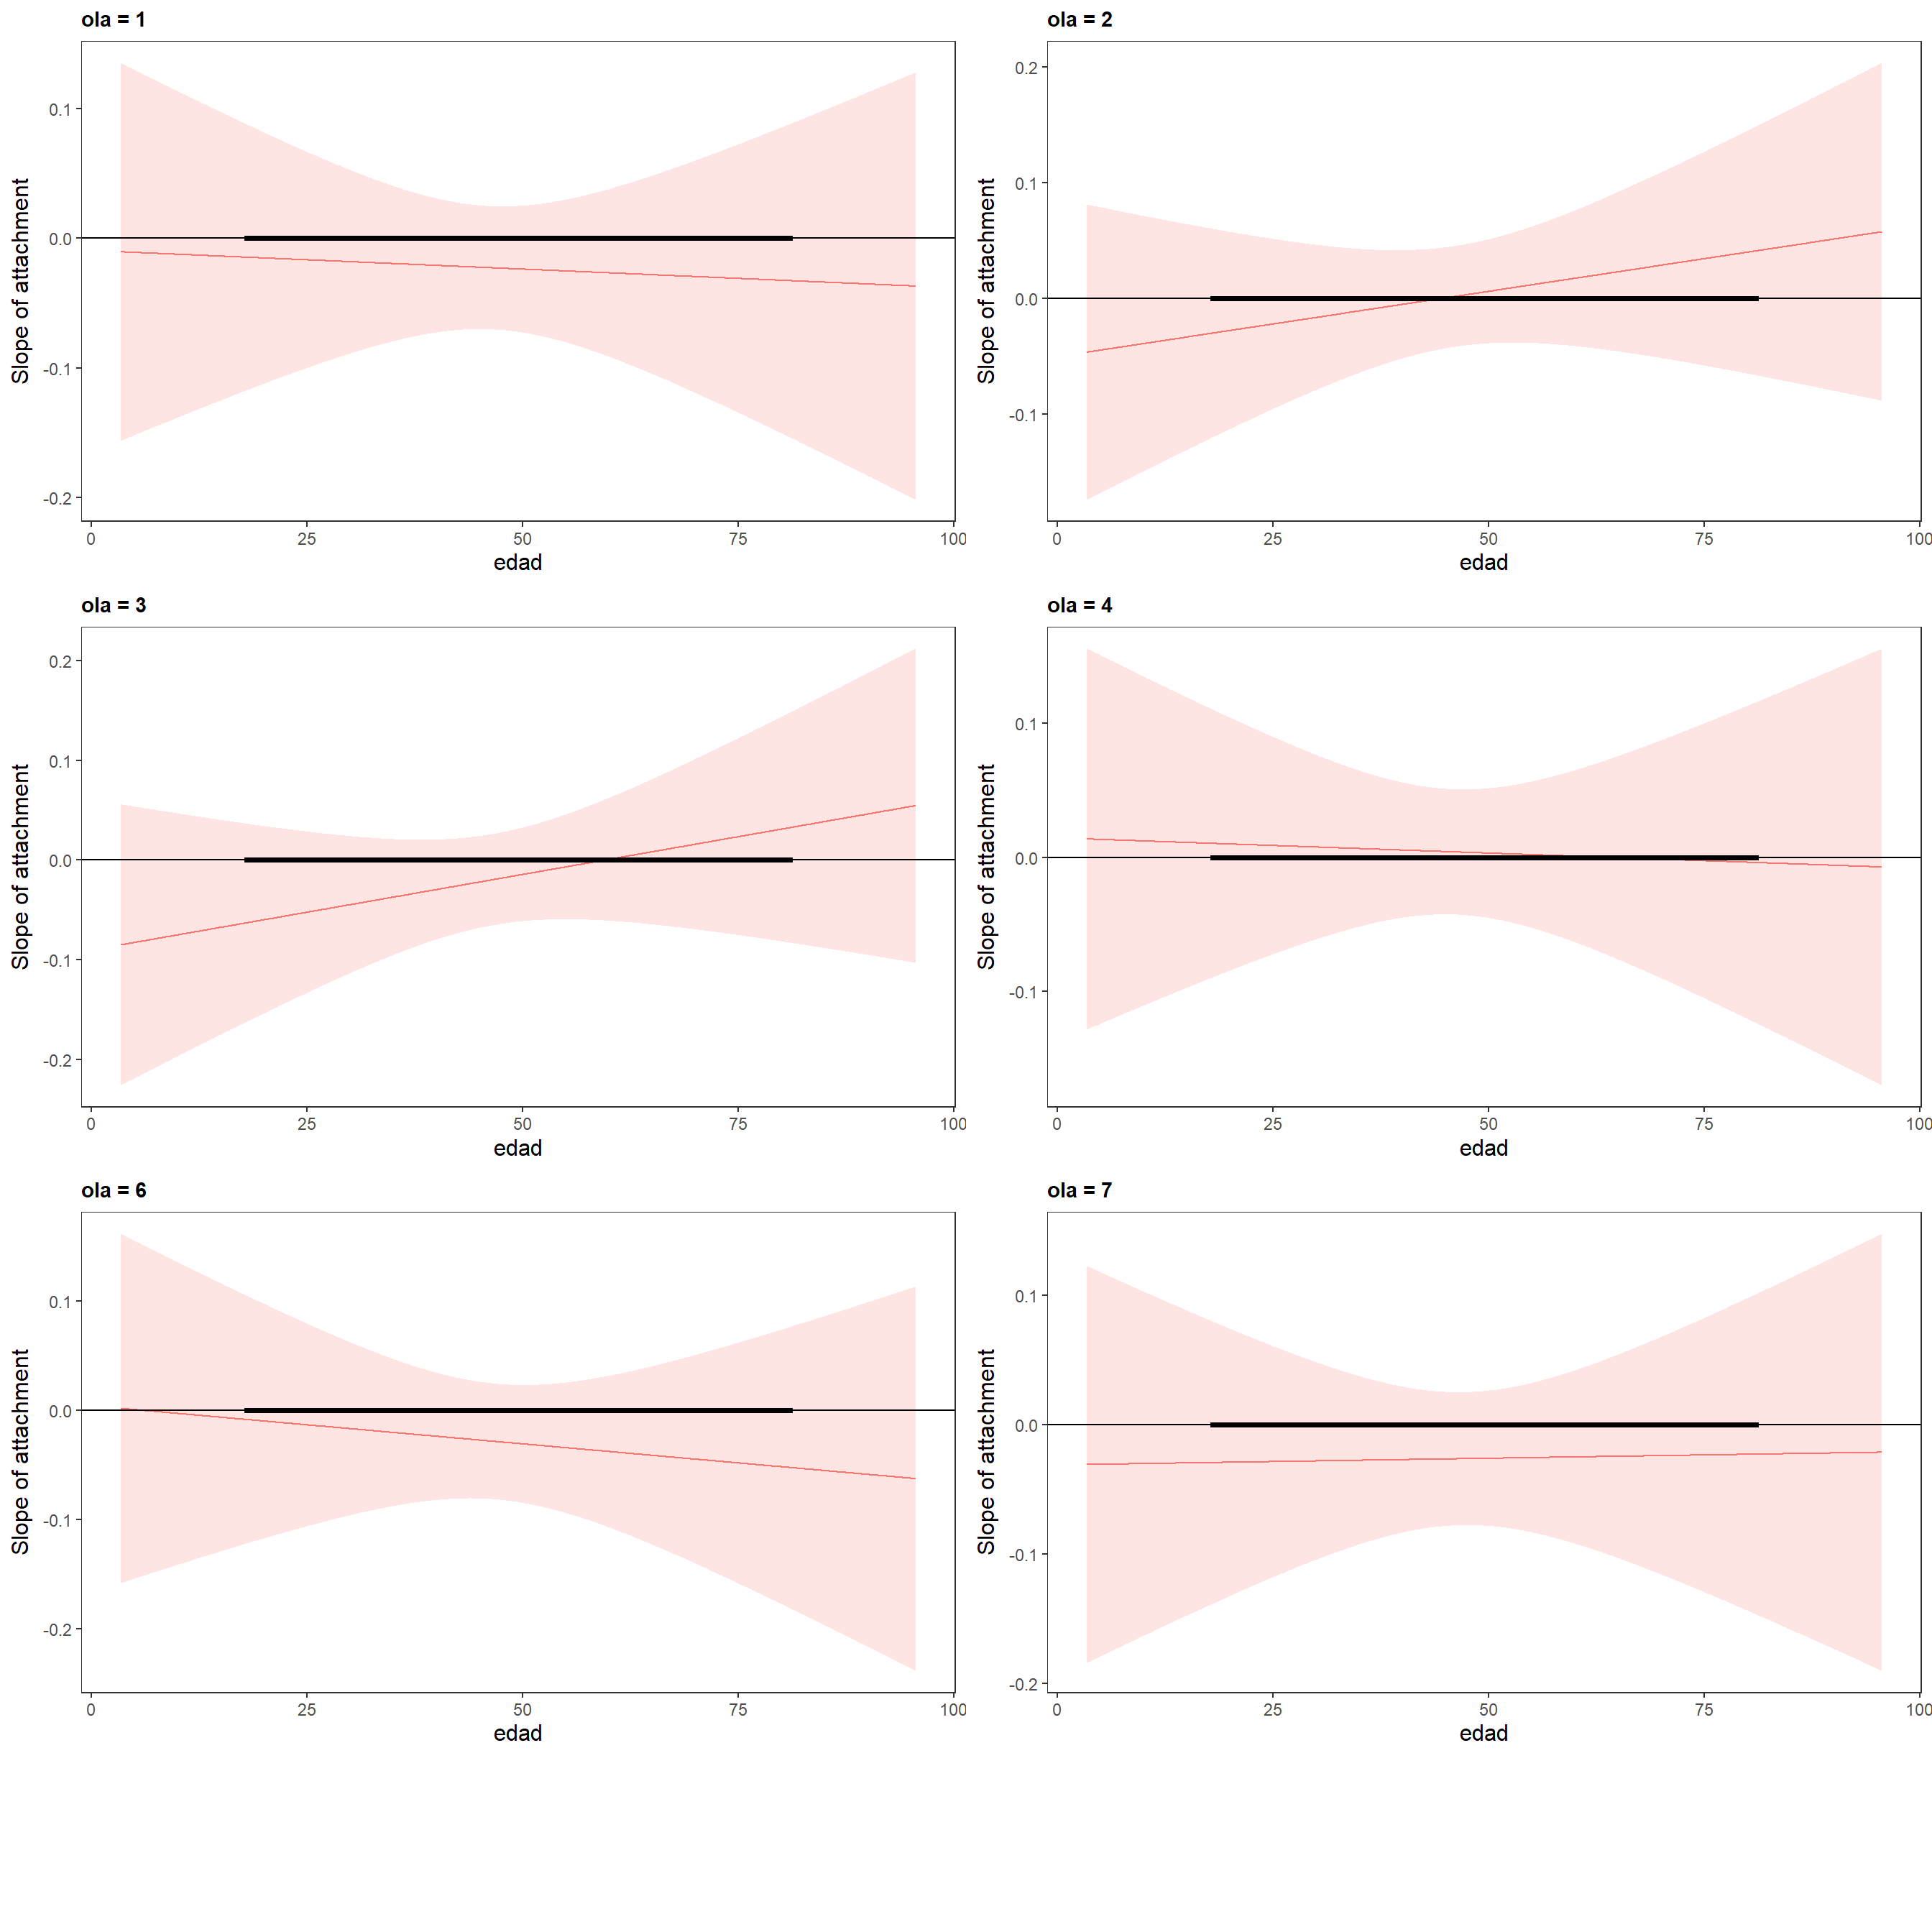 ola = 1
0.1
0.0
-0.1
-0.2
Slope of attachment
0 25 50 75 100
edad
ola = 2
0.2
0.1
0.0
-0.1
Slope of attachment
0 25 50 75 100
edad
ola = 3
0.2
0.1
0.0
-0.1
-0.2
Slope of attachment
0 25 50 75 100
edad
ola = 4
0.1
0.0
-0.1
Slope of attachment
0 25 50 75 100
edad
ola = 6
0.1
0.0
-0.1
-0.2
Slope of attachment
0 25 50 75 100
edad
ola = 7
0.1
0.0
-0.1
-0.2
Slope of attachment
0 25 50 75 100
edad